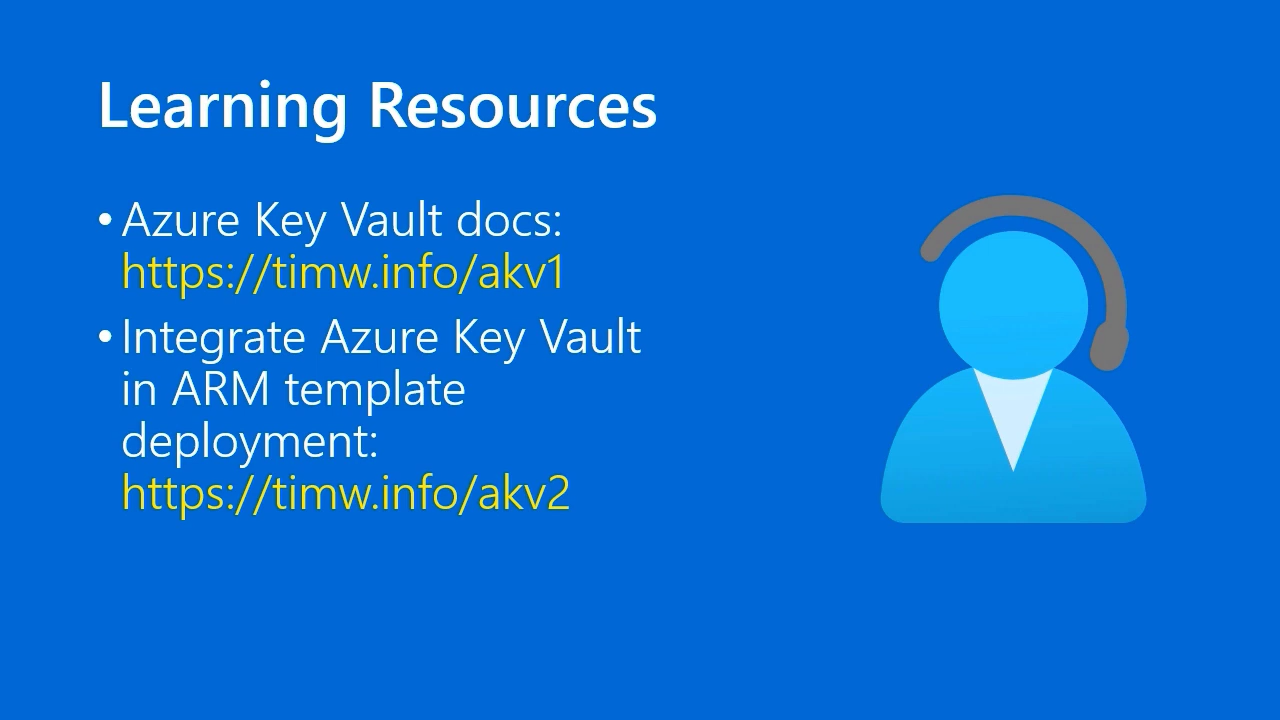 Learning Resources
• Azure Key Vault docs:
https://timw.info/akv1
• Integrate Azure Key Vault
in ARM template
deployment:
https://timw.info/akv2